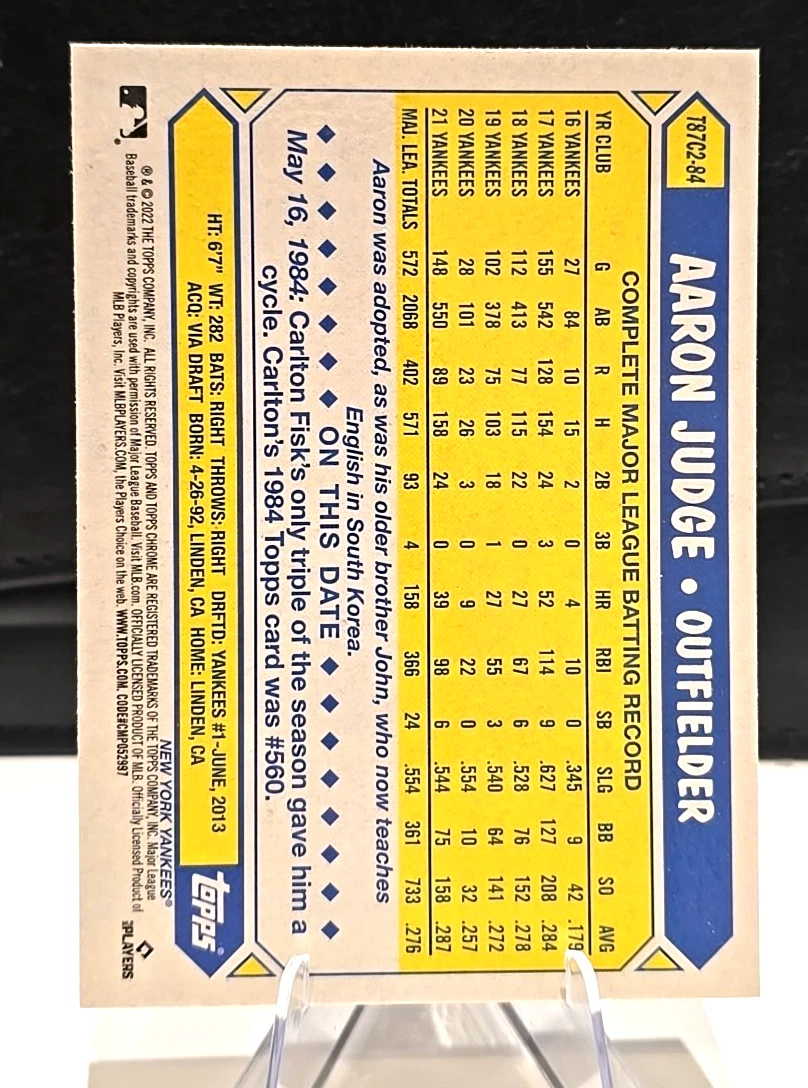 T87C2-84
AARON JUDGE • OUTFIELDER
COMPLETE MAJOR LEAGUE BATTING RECORD
YR CLUB G AB R H 2B 3B HR RBI SB SLG BB SO AVG
16 YANKEES 27 84 10 15 2 0 4 10 0 .345 9 42 .179
17 YANKEES 155 542 128 154 24 3 52 114 9 .627 127 208 .284
18 YANKEES 112 413 77 115 22 0 27 67 6 .528 76 152 .278
19 YANKEES 102 378 75 103 18 1 27 55 3 .540 64 141 .272
20 YANKEES 28 101 23 26 3 0 9 22 0 .554 10 32 .257
21 YANKEES 148 550 89 158 24 0 39 98 6 .544 75 158 .287
MAJ. LEA. TOTALS 572 2068 402 571 93 4 158 366 24 .554 361 733 .276
Aaron was adopted, as was his older brother John, who now teaches
English in South Korea.
ON THIS DATE
May 16, 1984: Carlton Fisk's only triple of the season gave him a
cycle. Carlton's 1984 Topps card was #560.
HT: 6'7" WT: 282 BATS: RIGHT THROWS: RIGHT DRFTD: YANKEES #1-JUNE, 2013
ACQ: VIA DRAFT BORN: 4-26-92, LINDEN, CA HOME: LINDEN, CA
topps®
NEW YORK YANKEES®
® & © 2022 THE TOPPS COMPANY, INC. ALL RIGHTS RESERVED. TOPPS AND TOPPS CHROME ARE REGISTERED TRADEMARKS OF THE TOPPS COMPANY, INC. Major League
Baseball trademarks and copyrights are used with permission of Major League Baseball. Visit MLB.com. OFFICIALLY LICENSED PRODUCT OF MLB. Officially Licensed Product of
MLB Players, Inc. Visit MLBPLAYERS.COM, the Players Choice on the web. WWW.TOPPS.COM. CODE#CMP052997
PLAYERS